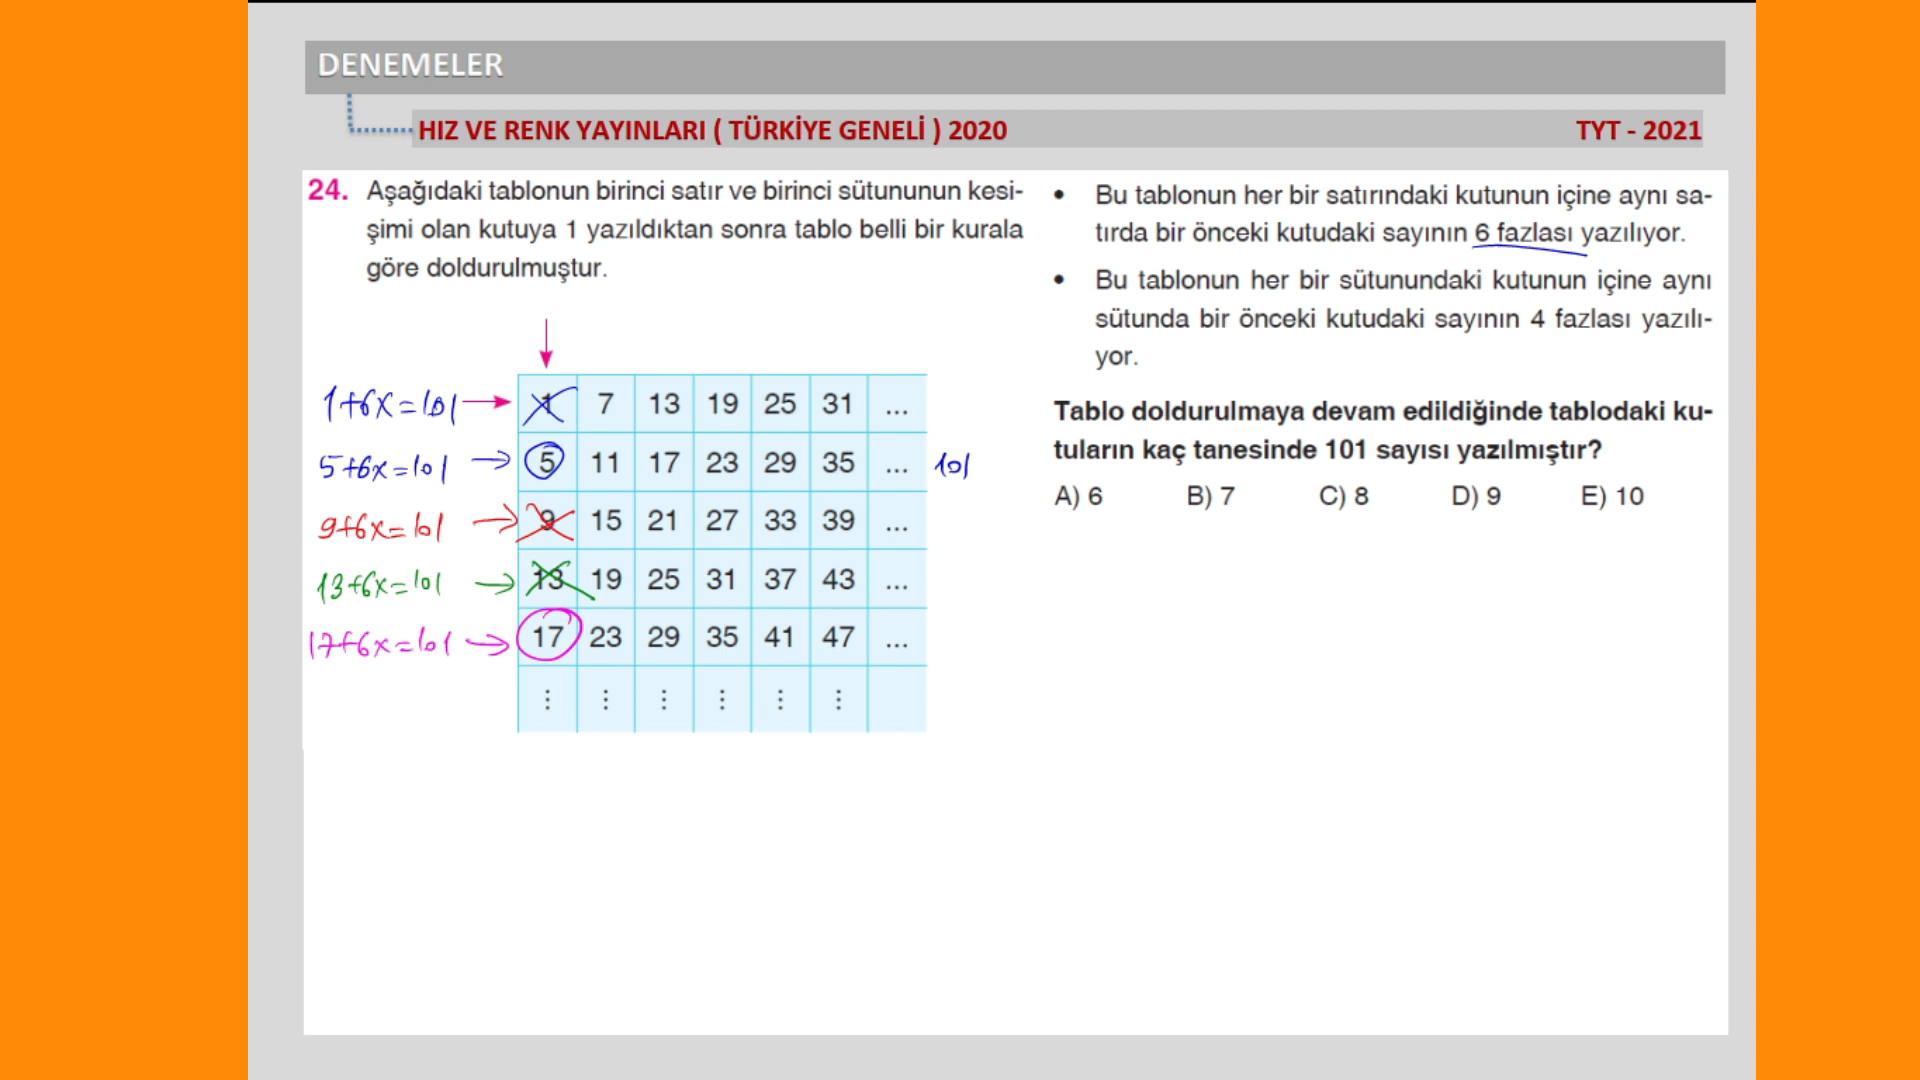 DENEMELER
HIZ VE RENK YAYINLARI ( TÜRKİYE GENELİ ) 2020 TYT - 2021
24. Aşağıdaki tablonun birinci satır ve birinci sütununun kesi-
şimi olan kutuya 1 yazıldıktan sonra tablo belli bir kurala
göre doldurulmuştur.
1+6x=101 1 7 13 19 25 31 ...
5+6x=101 5 11 17 23 29 35 ... 101
9+6x=101 9 15 21 27 33 39 ...
13+6x=101 13 19 25 31 37 43 ...
17+6x=101 17 23 29 35 41 47 ...
⋮ ⋮ ⋮ ⋮ ⋮ ⋮
• Bu tablonun her bir satırındaki kutunun içine aynı sa-
tırda bir önceki kutudaki sayının 6 fazlası yazılıyor.
• Bu tablonun her bir sütunundaki kutunun içine aynı
sütunda bir önceki kutudaki sayının 4 fazlası yazılı-
yor.
Tablo doldurulmaya devam edildiğinde tablodaki ku-
tuların kaç tanesinde 101 sayısı yazılmıştır?
A) 6 B) 7 C) 8 D) 9 E) 10